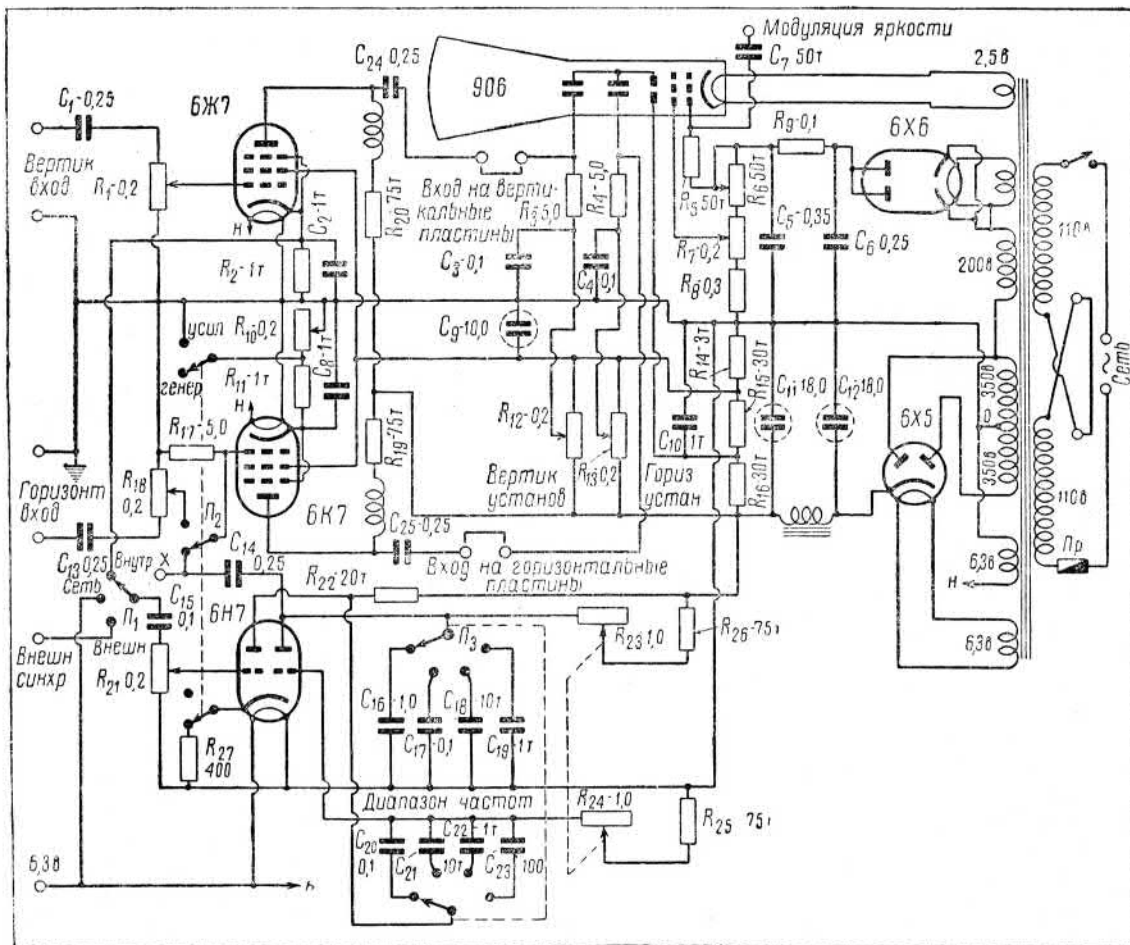 Модуляция яркости
C7 50т
2,5в
C24 0,25
906
6Ж7
C1-0,25
R9-0,1
6Х6
Вертик
вход
R1-0,2
C2-1т
R20-75т
Вход на верти-
кальные
пластины
R3-5,0
R4-5,0
R5 50т
R6 50т
C5-0,35
R7-0,2
C6-0,25
110в
200в
Н
R2-1т
C3-0,1
C4-0,1
R8-0,3
усил
R10-0,2
C8-1т
C9-10,0
R14-3т
R15-30т
C11-18,0
C12-18,0
350в
0
350в
Сеть
генер
R11-1т
Н
6Х5
R17-5,0
R12-0,2
C10 1т
R19-75т
Вертик
установ
R13-0,2
Гориз
устан
R16-30т
Горизонт
вход
R18
0,2
6К7
C25-0,25
110в
П2
C14
0,25
C13 0,25
Внутр
Х
Вход на горизонтальные
пластины
6,3в
Н
Пр
Сеть
П1
C15
0,1
6Н7
R22 20т
П3
R23-1,0
R26-75т
6,3в
Внешн
синхр
Внешн
R21 0,2
C16-1,0
C18-10т
C17-0,1
C19-1т
R27
400
Диапазон частот
R24-1,0
R25 75т
C20
0,1
C21
10т
C22-1т
C23
100
6,3в